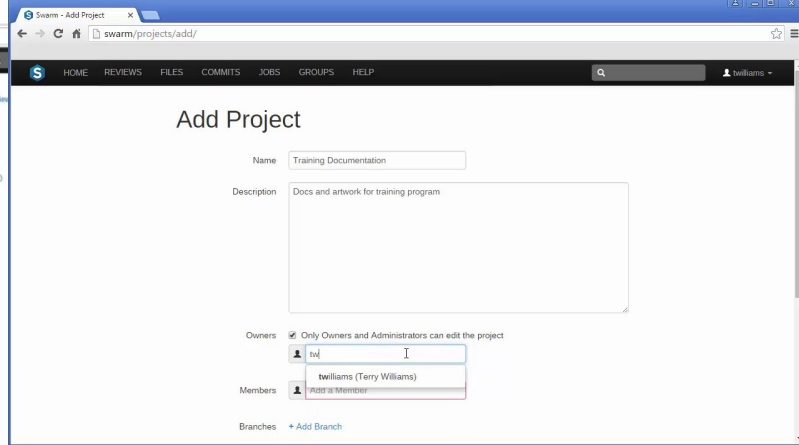 Swarm - Add Project
swarm/projects/add/
HOME REVIEWS FILES COMMITS JOBS GROUPS HELP twilliams
Add Project
Name Training Documentation
Description Docs and artwork for training program
Owners Only Owners and Administrators can edit the project
tw
twilliams (Terry Williams)
Members Add a Member
Branches + Add Branch